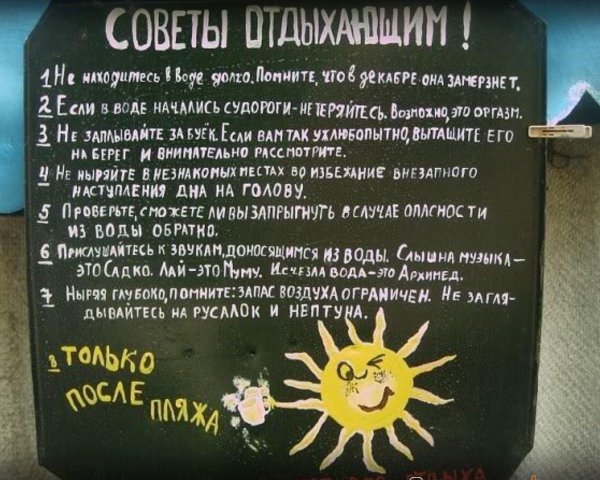 СОВЕТЫ ОТДЫХАЮЩИМ!
1 Не находитесь в воде долго. Помните, что в декабре она замерзнет.
2 Если в воде начались судороги - не теряйтесь. Возможно, это оргазм.
3 Не заплывайте за буёк. Если вам так ухлюбопытно, вытащите его
на берег и внимательно рассмотрите.
4 Не ныряйте в незнакомых местах во избежание внезапного
наступления дна на голову.
5 Проверьте, сможете ли вы запрыгнуть в случае опасности
из воды обратно.
6 Прислушайтесь к звукам, доносящимся из воды. Слышна музыка -
это Садко. Лай - это Муму. Исчезла вода - это Архимед.
7 Ныряя глубоко, помните: запас воздуха ограничен. Не загля-
дывайтесь на русалок и Нептуна.
8 ТОЛЬКО
ПОСЛЕ ПЛЯЖА
ОТДЫХА